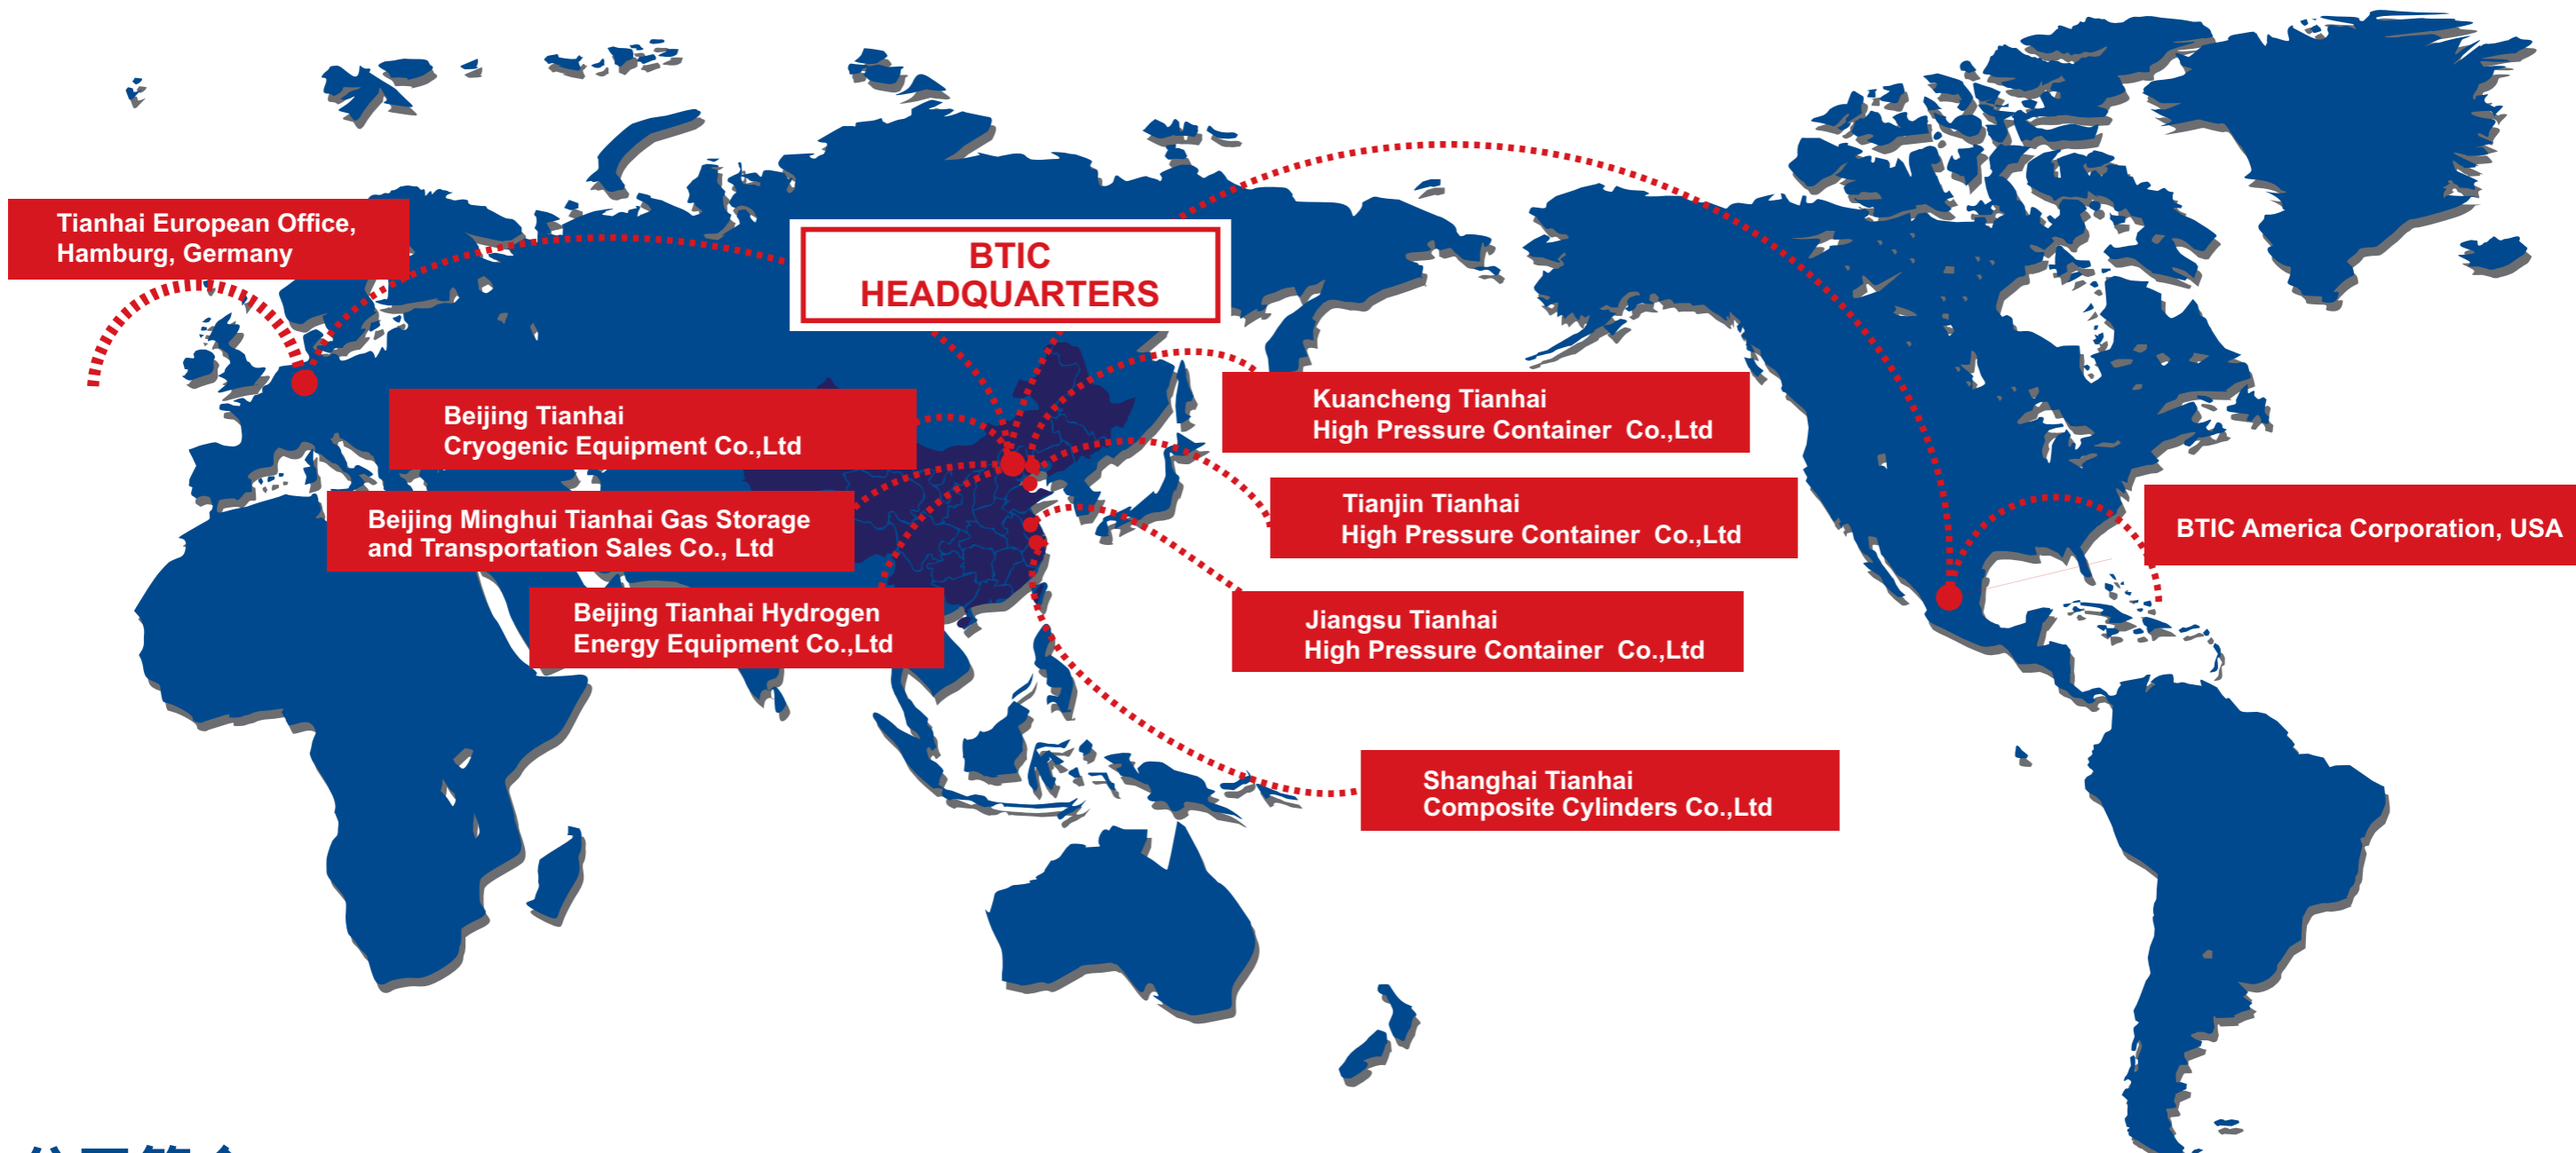 Tianhai European Office,
Hamburg, Germany
BTIC
HEADQUARTERS
Beijing Tianhai
Cryogenic Equipment Co.,Ltd
Kuancheng Tianhai
High Pressure Container Co.,Ltd
Beijing Minghui Tianhai Gas Storage
and Transportation Sales Co., Ltd
Tianjin Tianhai
High Pressure Container Co.,Ltd
BTIC America Corporation, USA
Beijing Tianhai Hydrogen
Energy Equipment Co.,Ltd
Jiangsu Tianhai
High Pressure Container Co.,Ltd
Shanghai Tianhai
Composite Cylinders Co.,Ltd